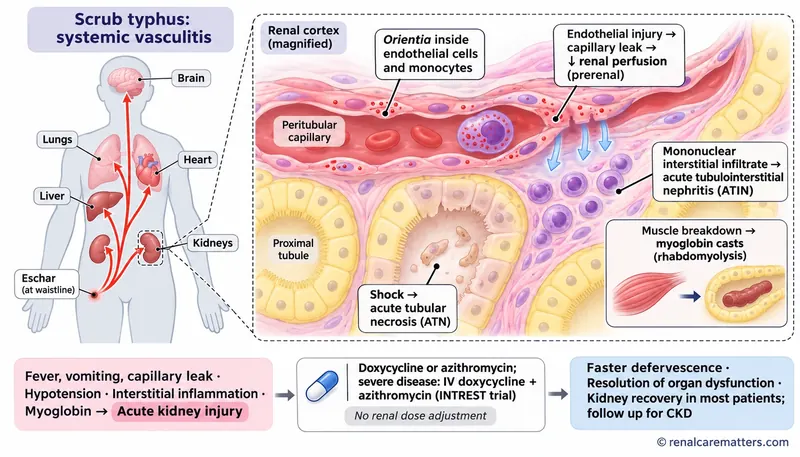 Scrub typhus:
systemic vasculitis
Brain
Lungs
Heart
Liver
Kidneys
Eschar
(at waistline)
Renal cortex
(magnified)
Orientia inside
endothelial cells
and monocytes
Endothelial injury →
capillary leak →
↓ renal perfusion
(prerenal)
Peritubular
capillary
Mononuclear
interstitial infiltrate →
acute tubulointerstitial
nephritis (ATIN)
Proximal
tubule
Shock →
acute tubular
necrosis (ATN)
Muscle breakdown →
myoglobin casts
(rhabdomyolysis)
Fever, vomiting, capillary leak ·
Hypotension · Interstitial inflammation ·
Myoglobin → Acute kidney injury
Doxycycline or azithromycin;
severe disease: IV doxycycline +
azithromycin (INTREST trial)
No renal dose adjustment
Faster defervescence ·
Resolution of organ dysfunction ·
Kidney recovery in most patients;
follow up for CKD
© renalcarematters.com